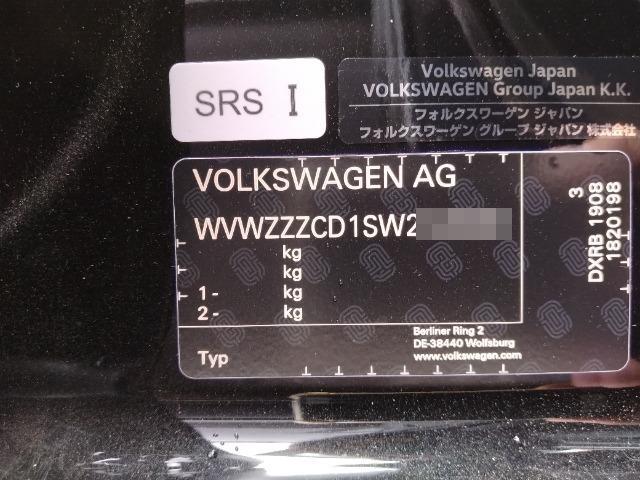 SRS I
Volkswagen Japan
VOLKSWAGEN Group Japan K.K.
フォルクスワーゲン ジャパン
フォルクスワーゲン グループ ジャパン 株式会社
VOLKSWAGEN AG
WVWZZZCD1SW2
kg
kg
1- kg
2- kg
3
DXRB 1908
1820198
Berliner Ring 2
DE-38440 Wolfsburg
www.volkswagen.com
Typ